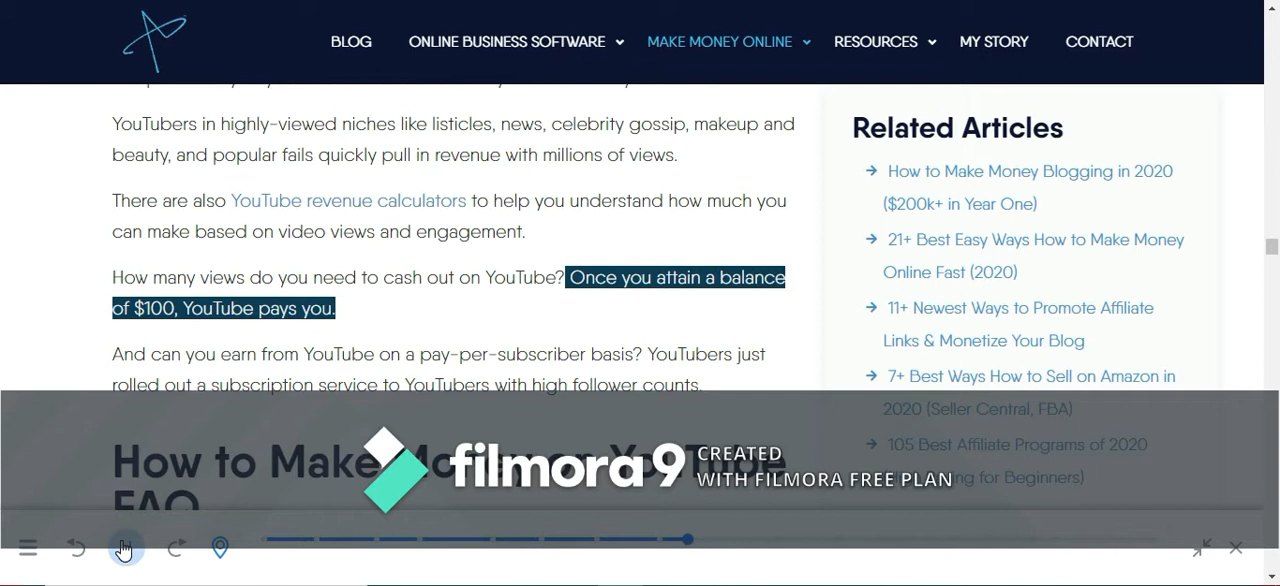 BLOG ONLINE BUSINESS SOFTWARE MAKE MONEY ONLINE RESOURCES MY STORY CONTACT
YouTubers in highly-viewed niches like listicles, news, celebrity gossip, makeup and
beauty, and popular fails quickly pull in revenue with millions of views.
There are also YouTube revenue calculators to help you understand how much you
can make based on video views and engagement.
How many views do you need to cash out on YouTube? Once you attain a balance
of $100, YouTube pays you.
And can you earn from YouTube on a pay-per-subscriber basis? YouTubers just
rolled out a subscription service to YouTubers with high follower counts.
How to Make Money on YouTube
FAQ
Related Articles
How to Make Money Blogging in 2020
($200k+ in Year One)
21+ Best Easy Ways How to Make Money
Online Fast (2020)
11+ Newest Ways to Promote Affiliate
Links & Monetize Your Blog
7+ Best Ways How to Sell on Amazon in
2020 (Seller Central, FBA)
105 Best Affiliate Programs of 2020
for Beginners)
filmora9 CREATED
WITH FILMORA FREE PLAN